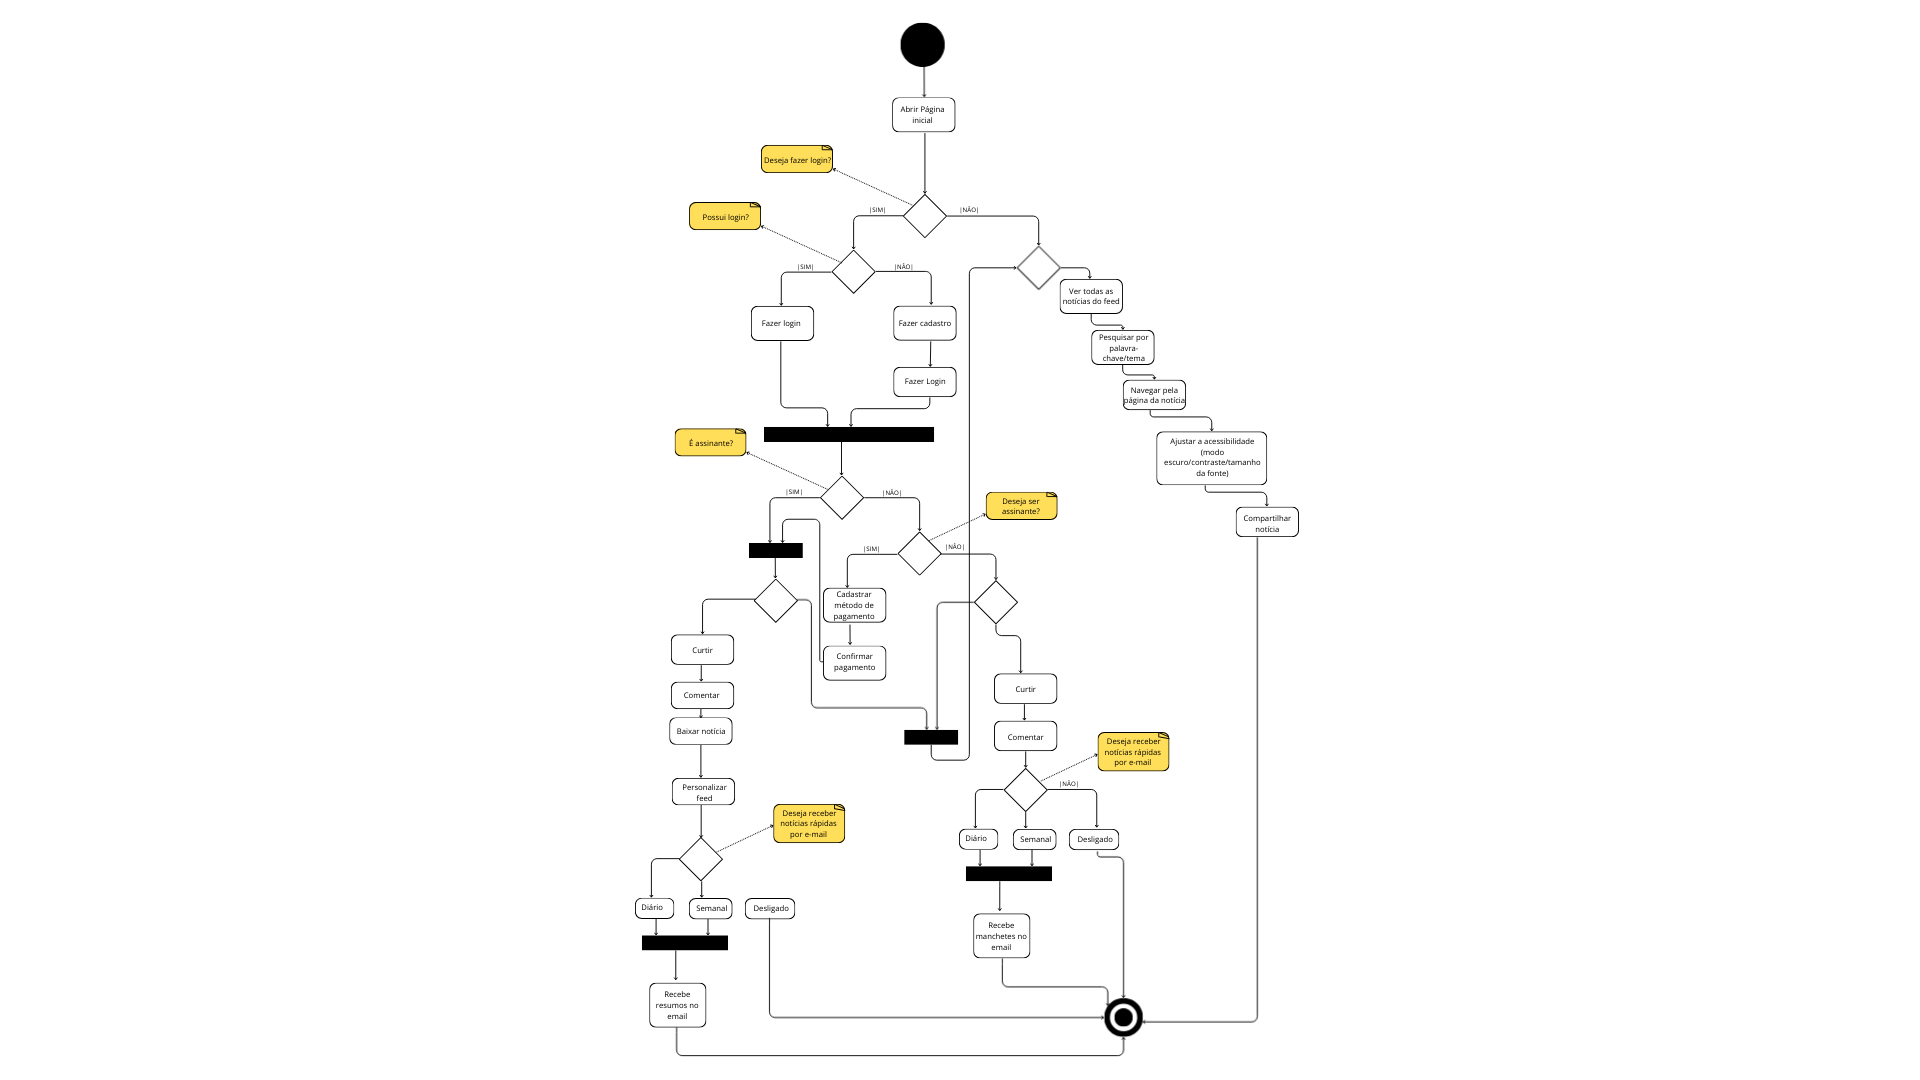 Abrir Página
inicial
Deseja fazer login?
|SIM|
|NÃO|
Possui login?
|SIM|
|NÃO|
Ver todas as
notícias do feed
Fazer login
Fazer cadastro
Pesquisar por
palavra-
chave/tema
Fazer Login
Navegar pela
página da notícia
É assinante?
Ajustar a acessibilidade
(modo
escuro/contraste/tamanho
da fonte)
|SIM|
|NÃO|
Deseja ser
assinante?
Compartilhar
notícia
|SIM|
|NÃO|
Cadastrar
método de
pagamento
Confirmar
pagamento
Curtir
Comentar
Baixar notícia
Personalizar
feed
Deseja receber
notícias rápidas
por e-mail
Diário
Semanal
Desligado
Recebe
resumos no
email
Curtir
Comentar
Deseja receber
notícias rápidas
por e-mail
|NÃO|
Diário
Semanal
Desligado
Recebe
manchetes no
email